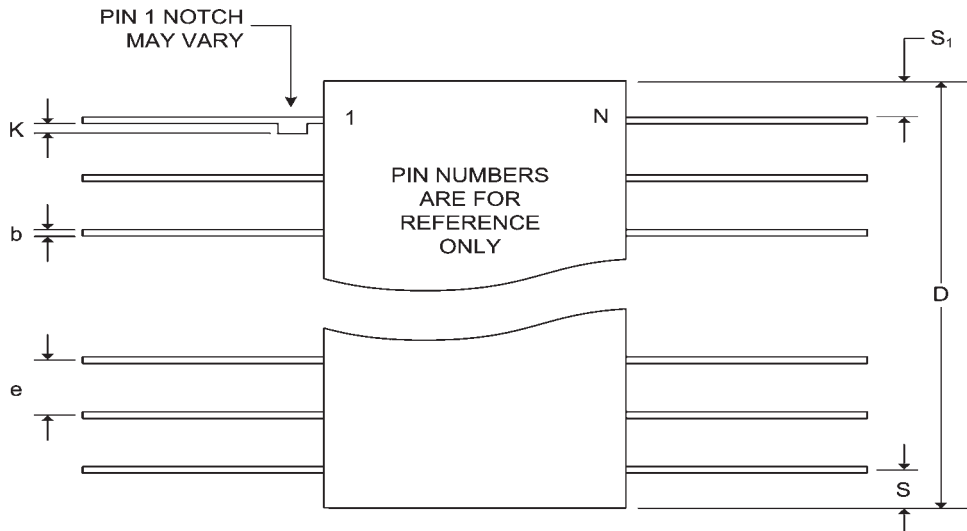 PIN 1 NOTCH
MAY VARY
S₁
K
1
N
PIN NUMBERS
ARE FOR
REFERENCE
ONLY
b
D
e
S